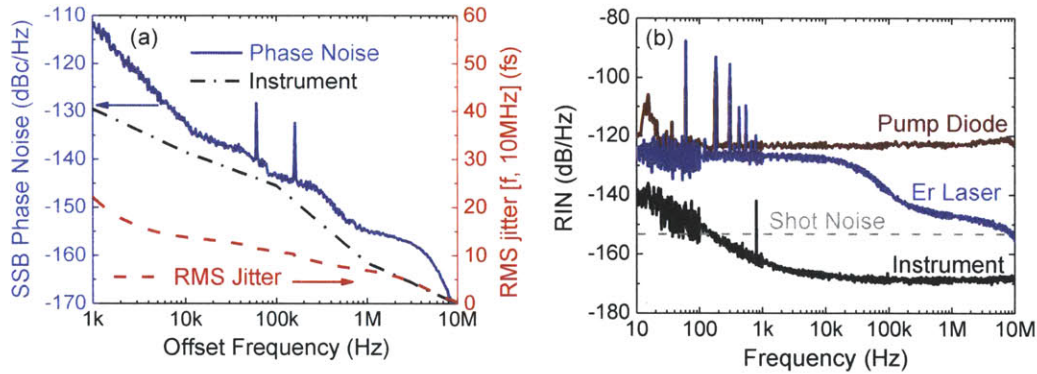 (a)
Phase Noise
Instrument
RMS Jitter
SSB Phase Noise (dBc/Hz)
-110
-120
-130
-140
-150
-160
-170
RMS jitter [f, 10MHz] (fs)
60
50
40
30
20
10
0
1k 10k 100k 1M 10M
Offset Frequency (Hz)
(b)
Pump Diode
Er Laser
Shot Noise
Instrument
RIN (dB/Hz)
-80
-100
-120
-140
-160
-180
10 100 1k 10k 100k 1M 10M
Frequency (Hz)